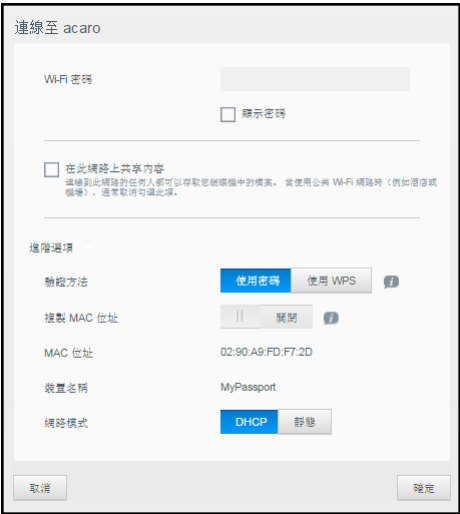 連線至 acaro
Wi-Fi 密碼
顯示密碼
在此網路上共享內容
連線到此網路的任何人都可以存取您磁碟機中的檔案。 當使用公共 Wi-Fi 網路時（例如酒店或
機場），通常取消勾選此項。
進階選項
驗證方法 使用密碼 使用 WPS
複製 MAC 位址 關閉
MAC 位址 02:90:A9:FD:F7:2D
裝置名稱 MyPassport
網路模式 DHCP 靜態
取消 確定